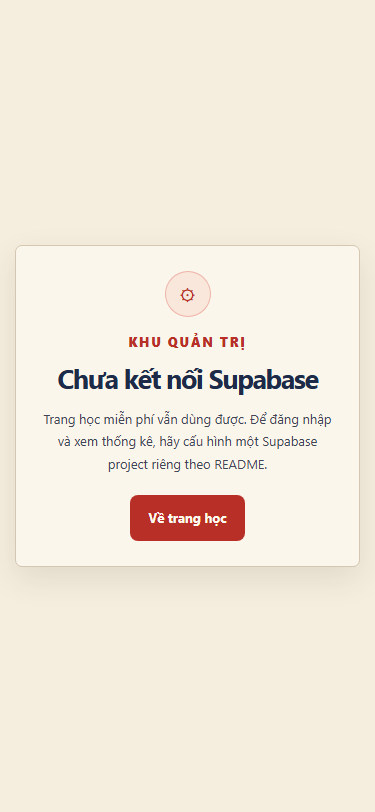 KHU QUẢN TRỊ
Chưa kết nối Supabase
Trang học miễn phí vẫn dùng được. Để đăng nhập
và xem thống kê, hãy cấu hình một Supabase
project riêng theo README.
Về trang học